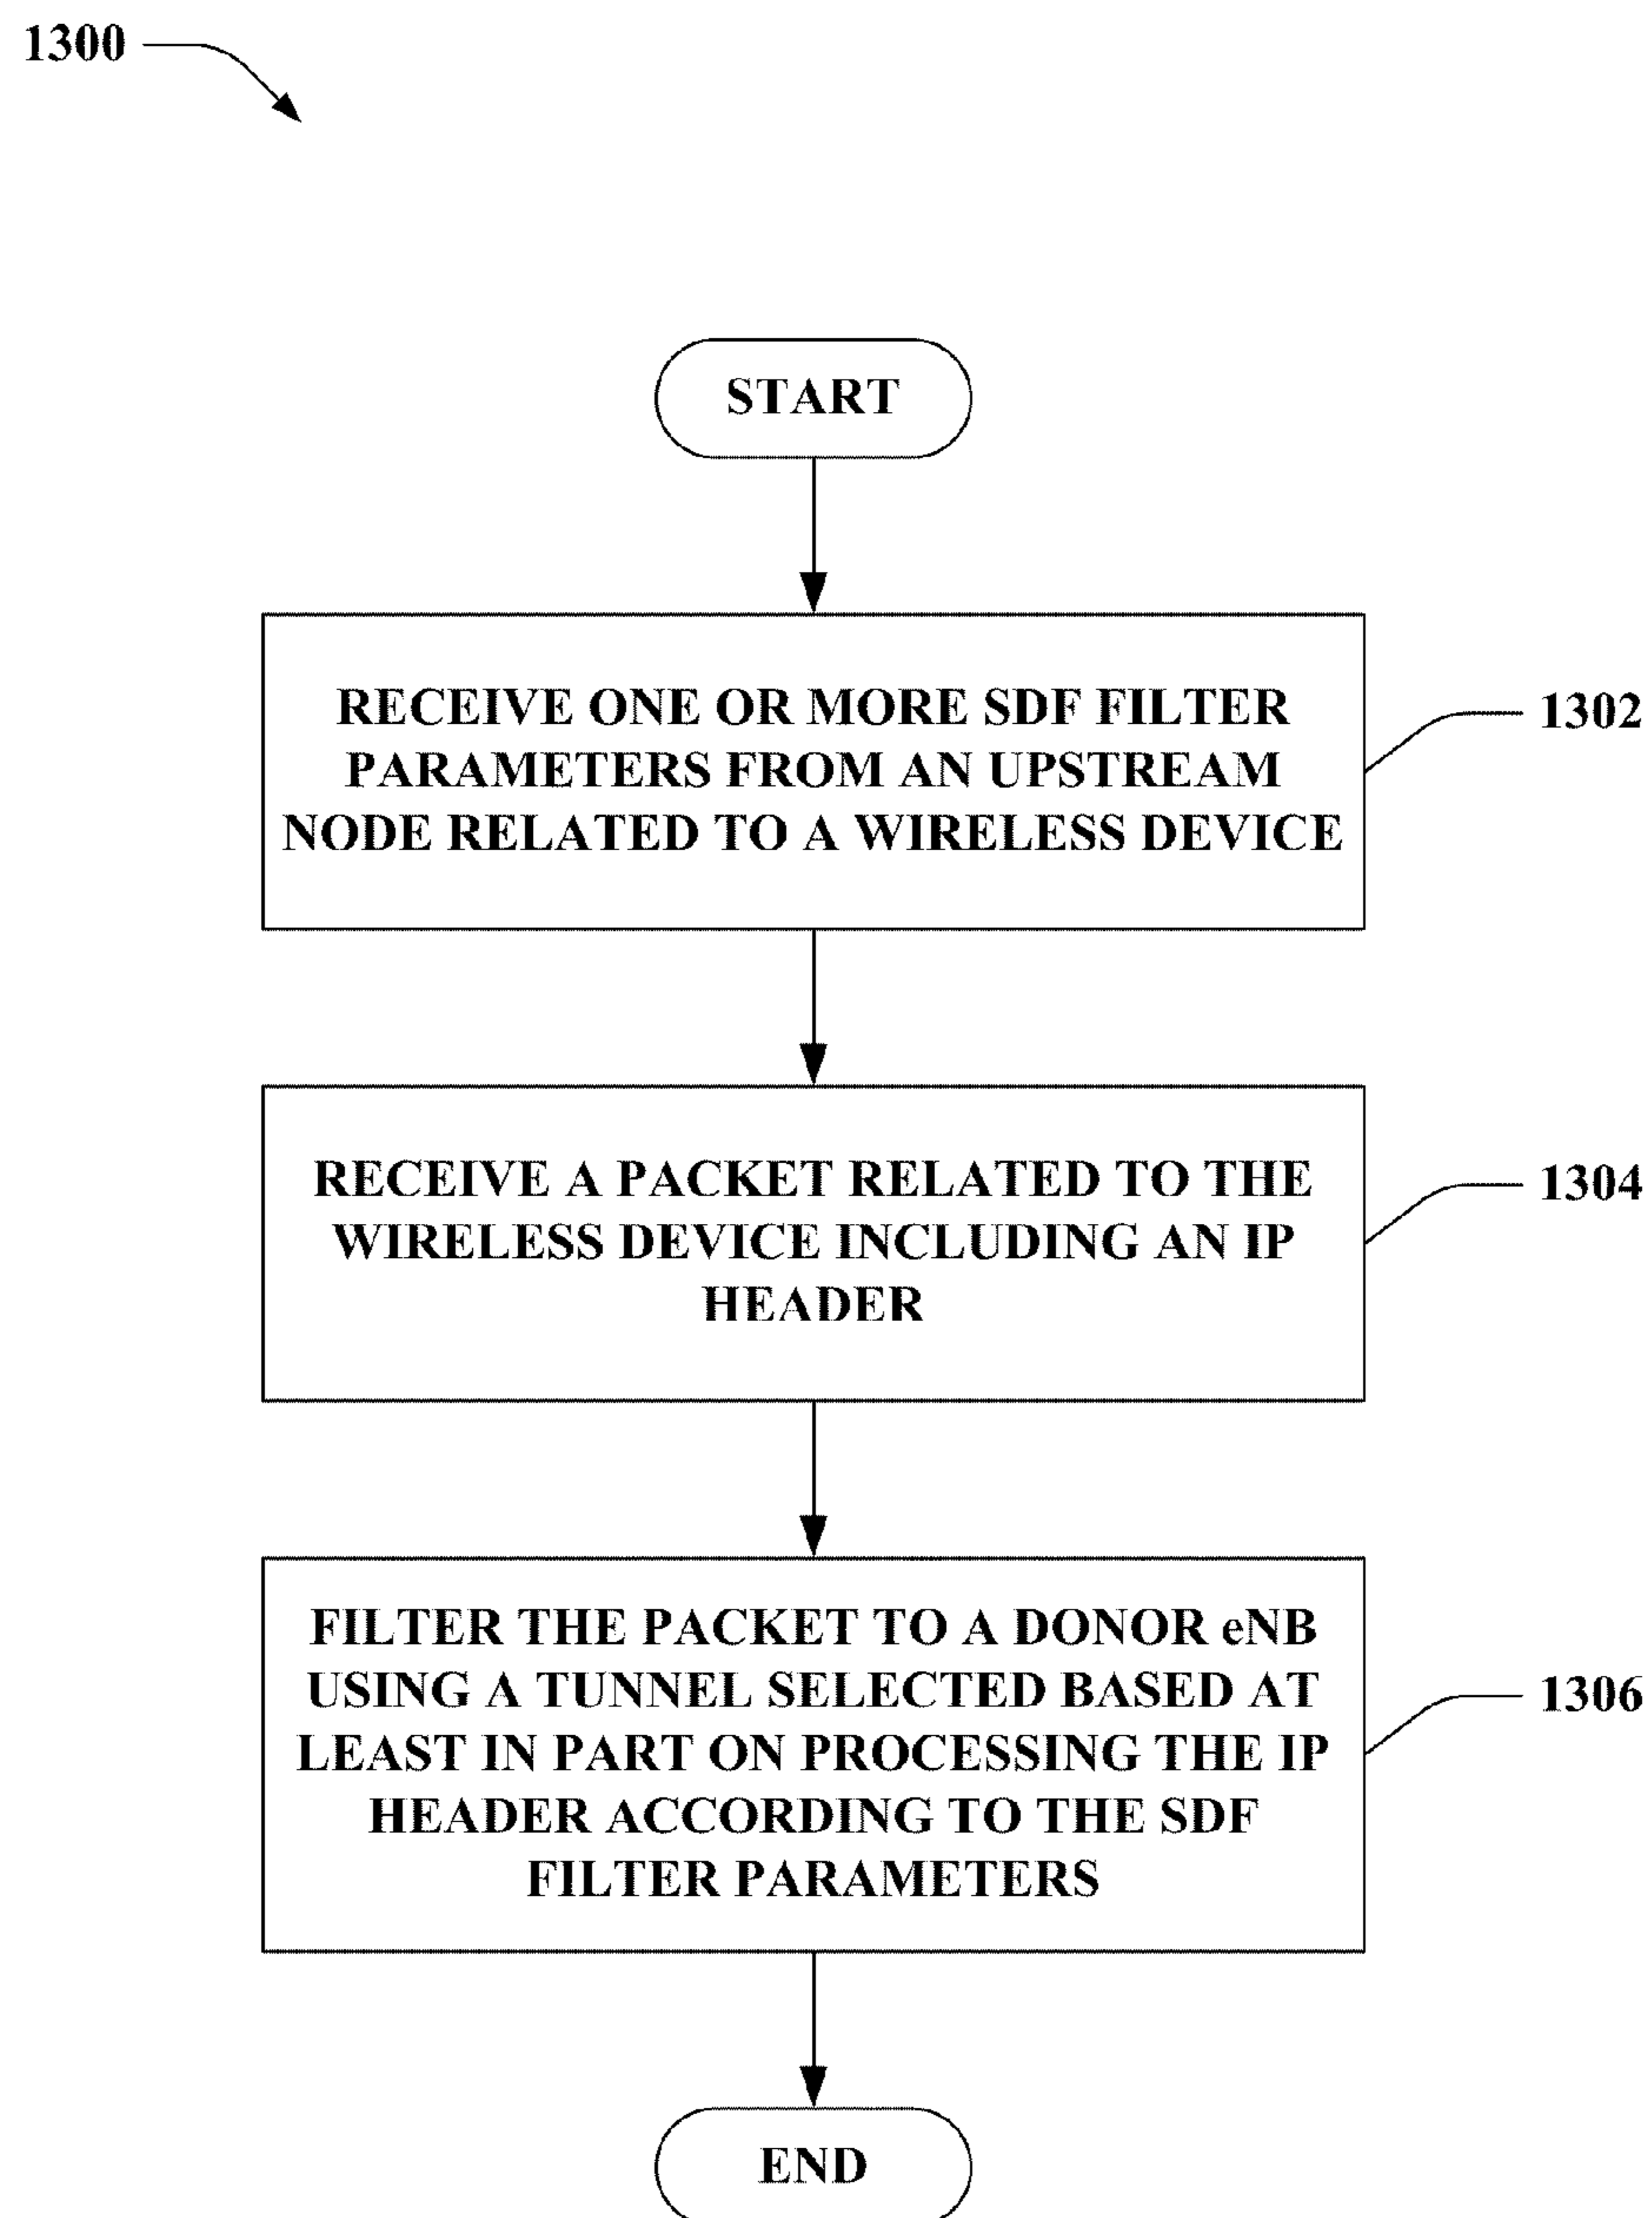 1300
START
RECEIVE ONE OR MORE SDF FILTER
PARAMETERS FROM AN UPSTREAM
NODE RELATED TO A WIRELESS DEVICE
1302
RECEIVE A PACKET RELATED TO THE
WIRELESS DEVICE INCLUDING AN IP
HEADER
1304
FILTER THE PACKET TO A DONOR eNB
USING A TUNNEL SELECTED BASED AT
LEAST IN PART ON PROCESSING THE IP
HEADER ACCORDING TO THE SDF
FILTER PARAMETERS
1306
END